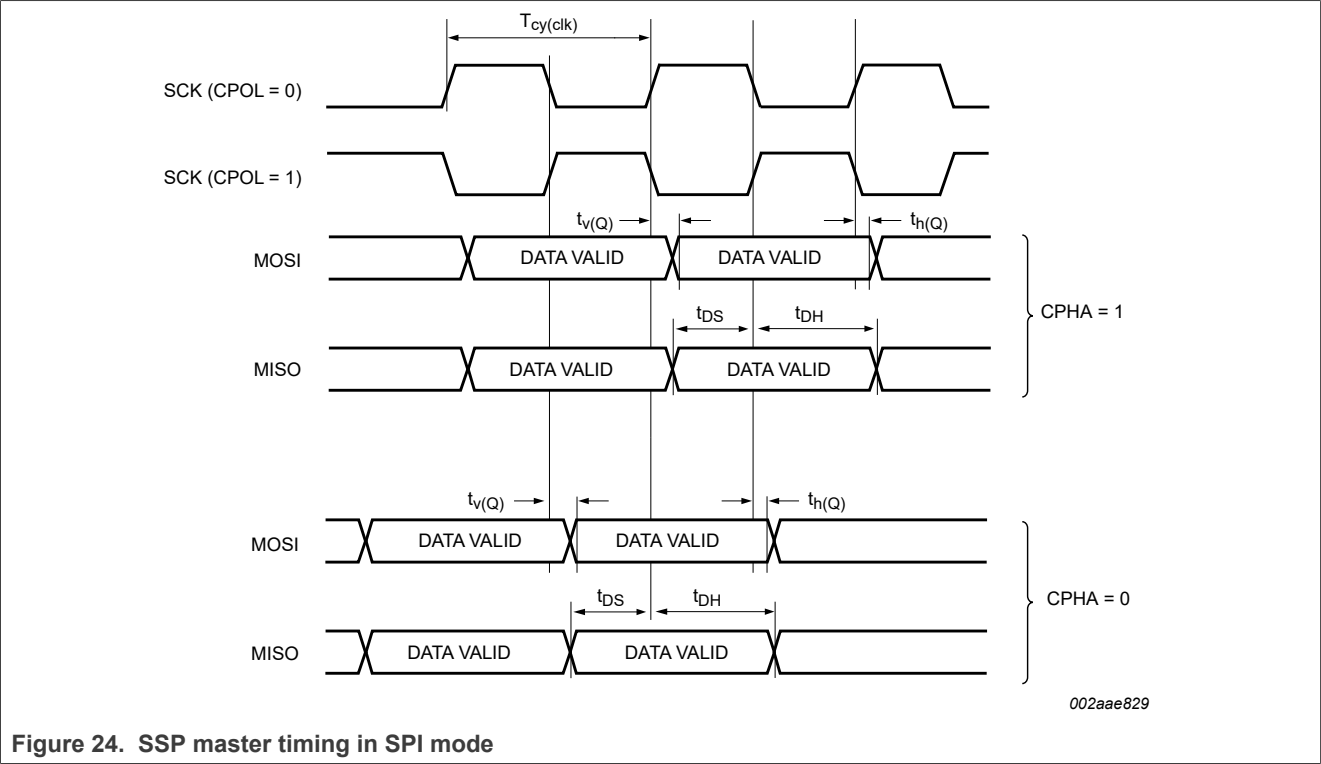 Tcy(clk)
SCK (CPOL = 0)
SCK (CPOL = 1)
tv(Q) th(Q)
MOSI DATA VALID DATA VALID
CPHA = 1
tDS tDH
MISO DATA VALID DATA VALID
tv(Q) th(Q)
MOSI DATA VALID DATA VALID
CPHA = 0
tDS tDH
MISO DATA VALID DATA VALID
002aae829
Figure 24. SSP master timing in SPI mode